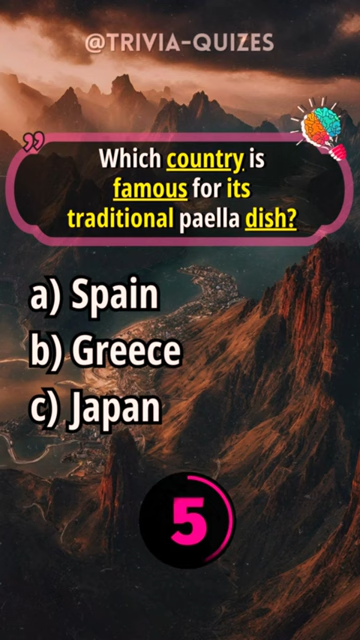 @TRIVIA-QUIZES
Which country is
famous for its
traditional paella dish?
a) Spain
b) Greece
c) Japan
5